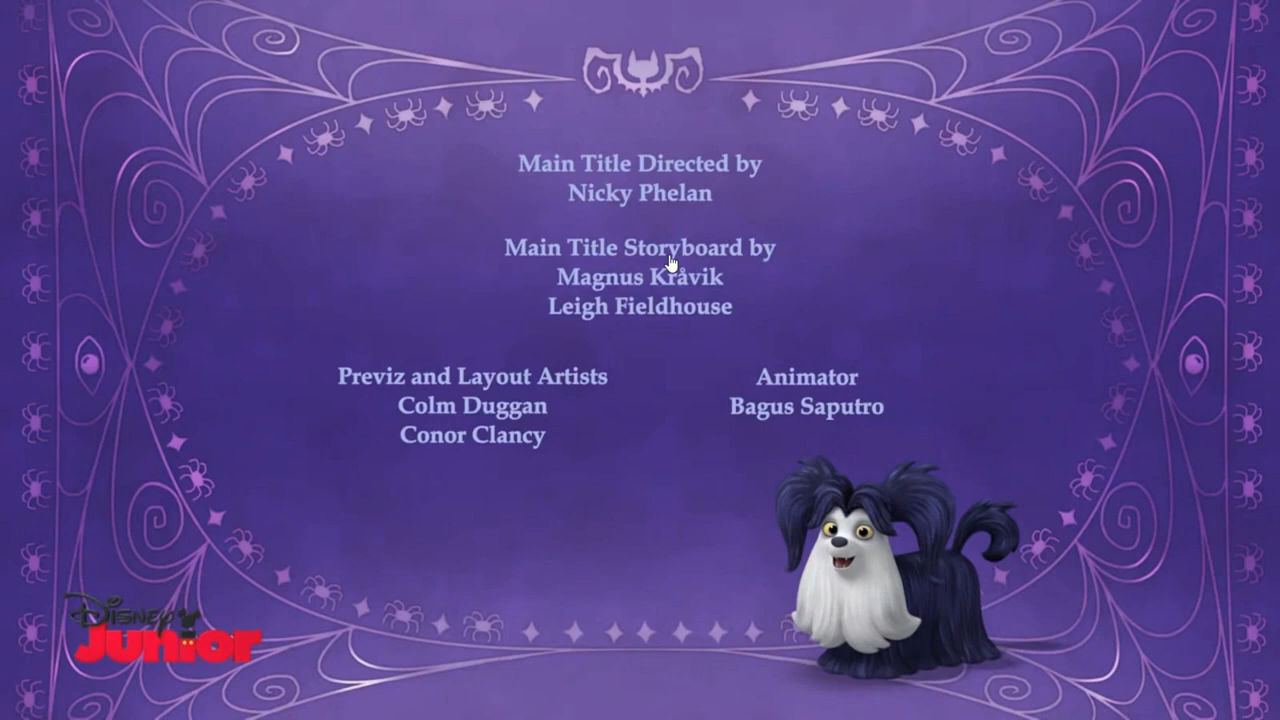 Main Title Directed by
Nicky Phelan
Main Title Storyboard by
Magnus Kråvik
Leigh Fieldhouse
Previz and Layout Artists
Colm Duggan
Conor Clancy
Animator
Bagus Saputro
Disney
Junior